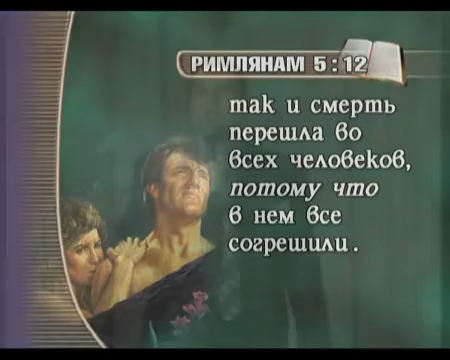 РИМЛЯНАМ 5:12
так и смерть
перешла во
всех человеков,
потому что
в нем все
согрешили.